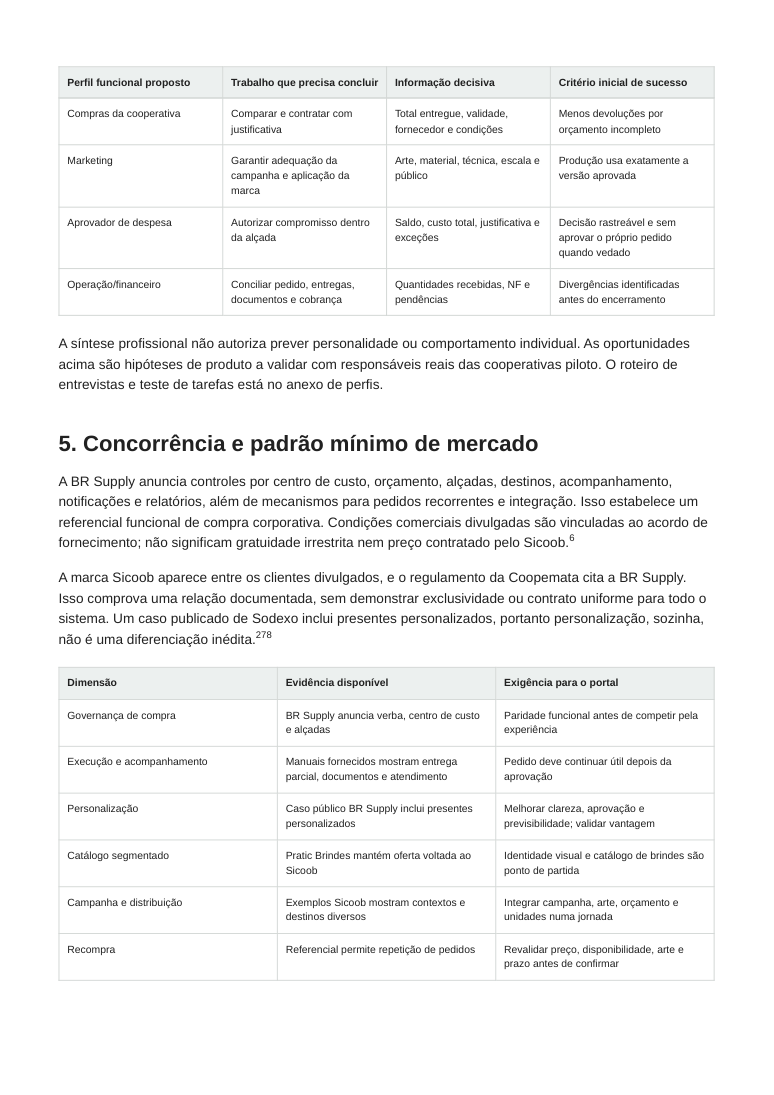 Perfil funcional proposto Trabalho que precisa concluir Informação decisiva Critério inicial de sucesso
Compras da cooperativa Comparar e contratar com Total entregue, validade, Menos devoluções por
justificativa fornecedor e condições orçamento incompleto
Marketing Garantir adequação da Arte, material, técnica, escala e Produção usa exatamente a
campanha e aplicação da público versão aprovada
marca
Aprovador de despesa Autorizar compromisso dentro Saldo, custo total, justificativa e Decisão rastreável e sem
da alçada exceções aprovar o próprio pedido
quando vedado
Operação/financeiro Conciliar pedido, entregas, Quantidades recebidas, NF e Divergências identificadas
documentos e cobrança pendências antes do encerramento
A síntese profissional não autoriza prever personalidade ou comportamento individual. As oportunidades
acima são hipóteses de produto a validar com responsáveis reais das cooperativas piloto. O roteiro de
entrevistas e teste de tarefas está no anexo de perfis.
5. Concorrência e padrão mínimo de mercado
A BR Supply anuncia controles por centro de custo, orçamento, alçadas, destinos, acompanhamento,
notificações e relatórios, além de mecanismos para pedidos recorrentes e integração. Isso estabelece um
referencial funcional de compra corporativa. Condições comerciais divulgadas são vinculadas ao acordo de
fornecimento; não significam gratuidade irrestrita nem preço contratado pelo Sicoob.6
A marca Sicoob aparece entre os clientes divulgados, e o regulamento da Coopemata cita a BR Supply.
Isso comprova uma relação documentada, sem demonstrar exclusividade ou contrato uniforme para todo o
sistema. Um caso publicado de Sodexo inclui presentes personalizados, portanto personalização, sozinha,
não é uma diferenciação inédita.278
Dimensão Evidência disponível Exigência para o portal
Governança de compra BR Supply anuncia verba, centro de custo Paridade funcional antes de competir pela
e alçadas experiência
Execução e acompanhamento Manuais fornecidos mostram entrega Pedido deve continuar útil depois da
parcial, documentos e atendimento aprovação
Personalização Caso público BR Supply inclui presentes Melhorar clareza, aprovação e
personalizados previsibilidade; validar vantagem
Catálogo segmentado Pratic Brindes mantém oferta voltada ao Identidade visual e catálogo de brindes são
Sicoob ponto de partida
Campanha e distribuição Exemplos Sicoob mostram contextos e Integrar campanha, arte, orçamento e
destinos diversos unidades numa jornada
Recompra Referencial permite repetição de pedidos Revalidar preço, disponibilidade, arte e
prazo antes de confirmar